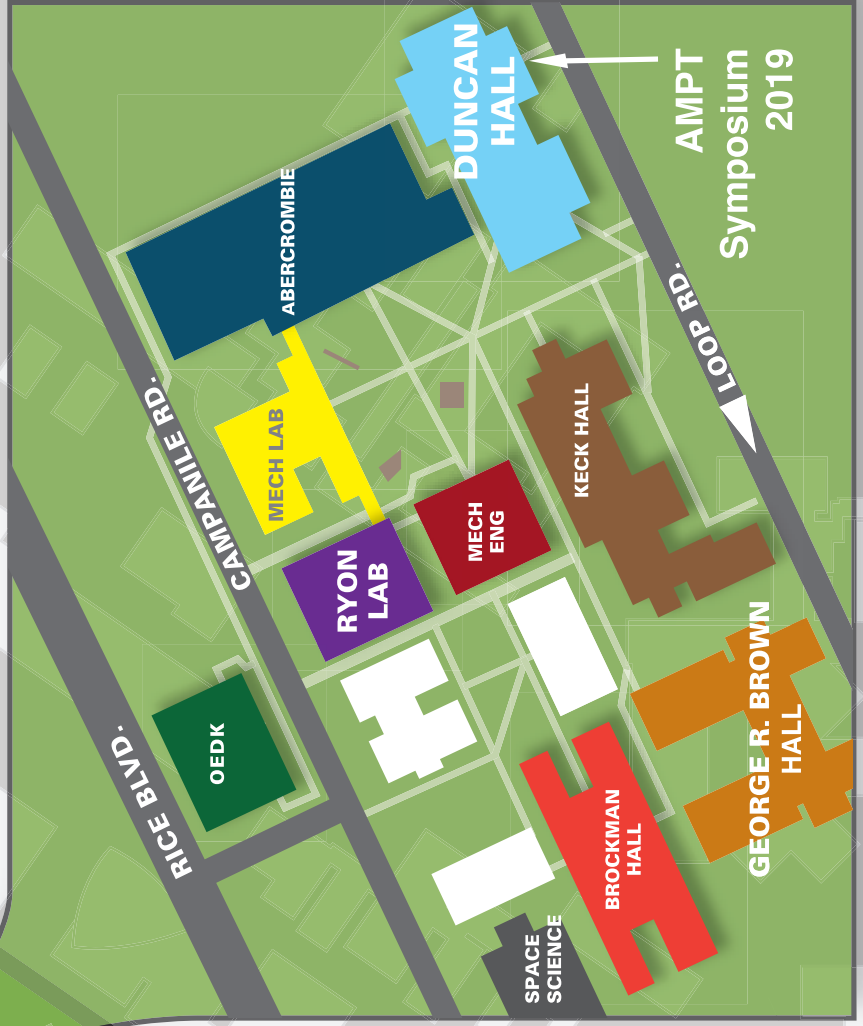 DUNCAN
HALL
AMPT
Symposium
2019
ABERCROMBIE
LOOP RD.
CAMPANILE RD.
MECH LAB
KECK HALL
MECH
ENG
RYON
LAB
OEDK
RICE BLVD.
GEORGE R. BROWN
HALL
BROCKMAN
HALL
SPACE
SCIENCE